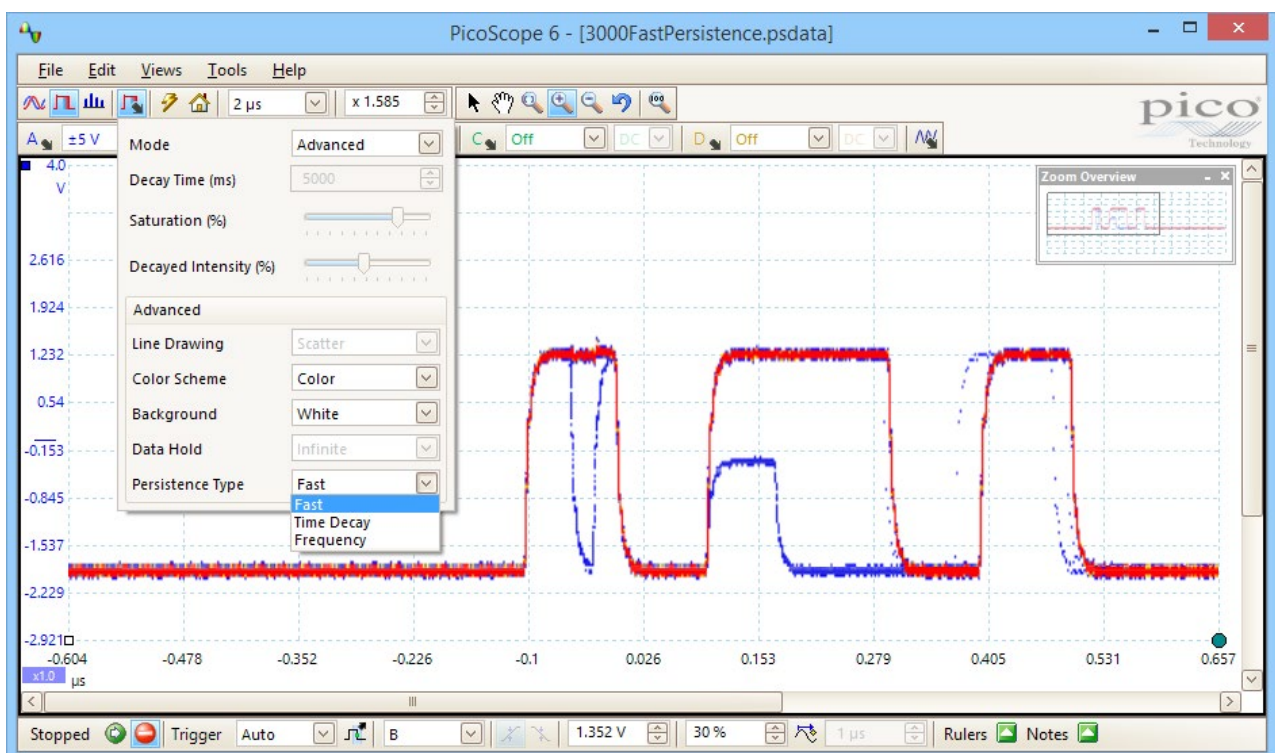 PicoScope 6 - [3000FastPersistence.psdata]
File Edit Views Tools Help
2 µs x 1.585
pico
Technology
A ±5 V C Off DC D Off DC
Mode Advanced
Decay Time (ms) 5000
Saturation (%)
Decayed Intensity (%)
Advanced
Line Drawing Scatter
Color Scheme Color
Background White
Data Hold Infinite
Persistence Type Fast
Fast
Time Decay
Frequency
Zoom Overview
4.0
V
2.616
1.924
1.232
0.54
-0.153
-0.845
-1.537
-2.229
-2.921
-0.604 -0.478 -0.352 -0.226 -0.1 0.026 0.153 0.279 0.405 0.531 0.657
x1.0 µs
Stopped Trigger Auto B 1.352 V 30 % 1 µs Rulers Notes